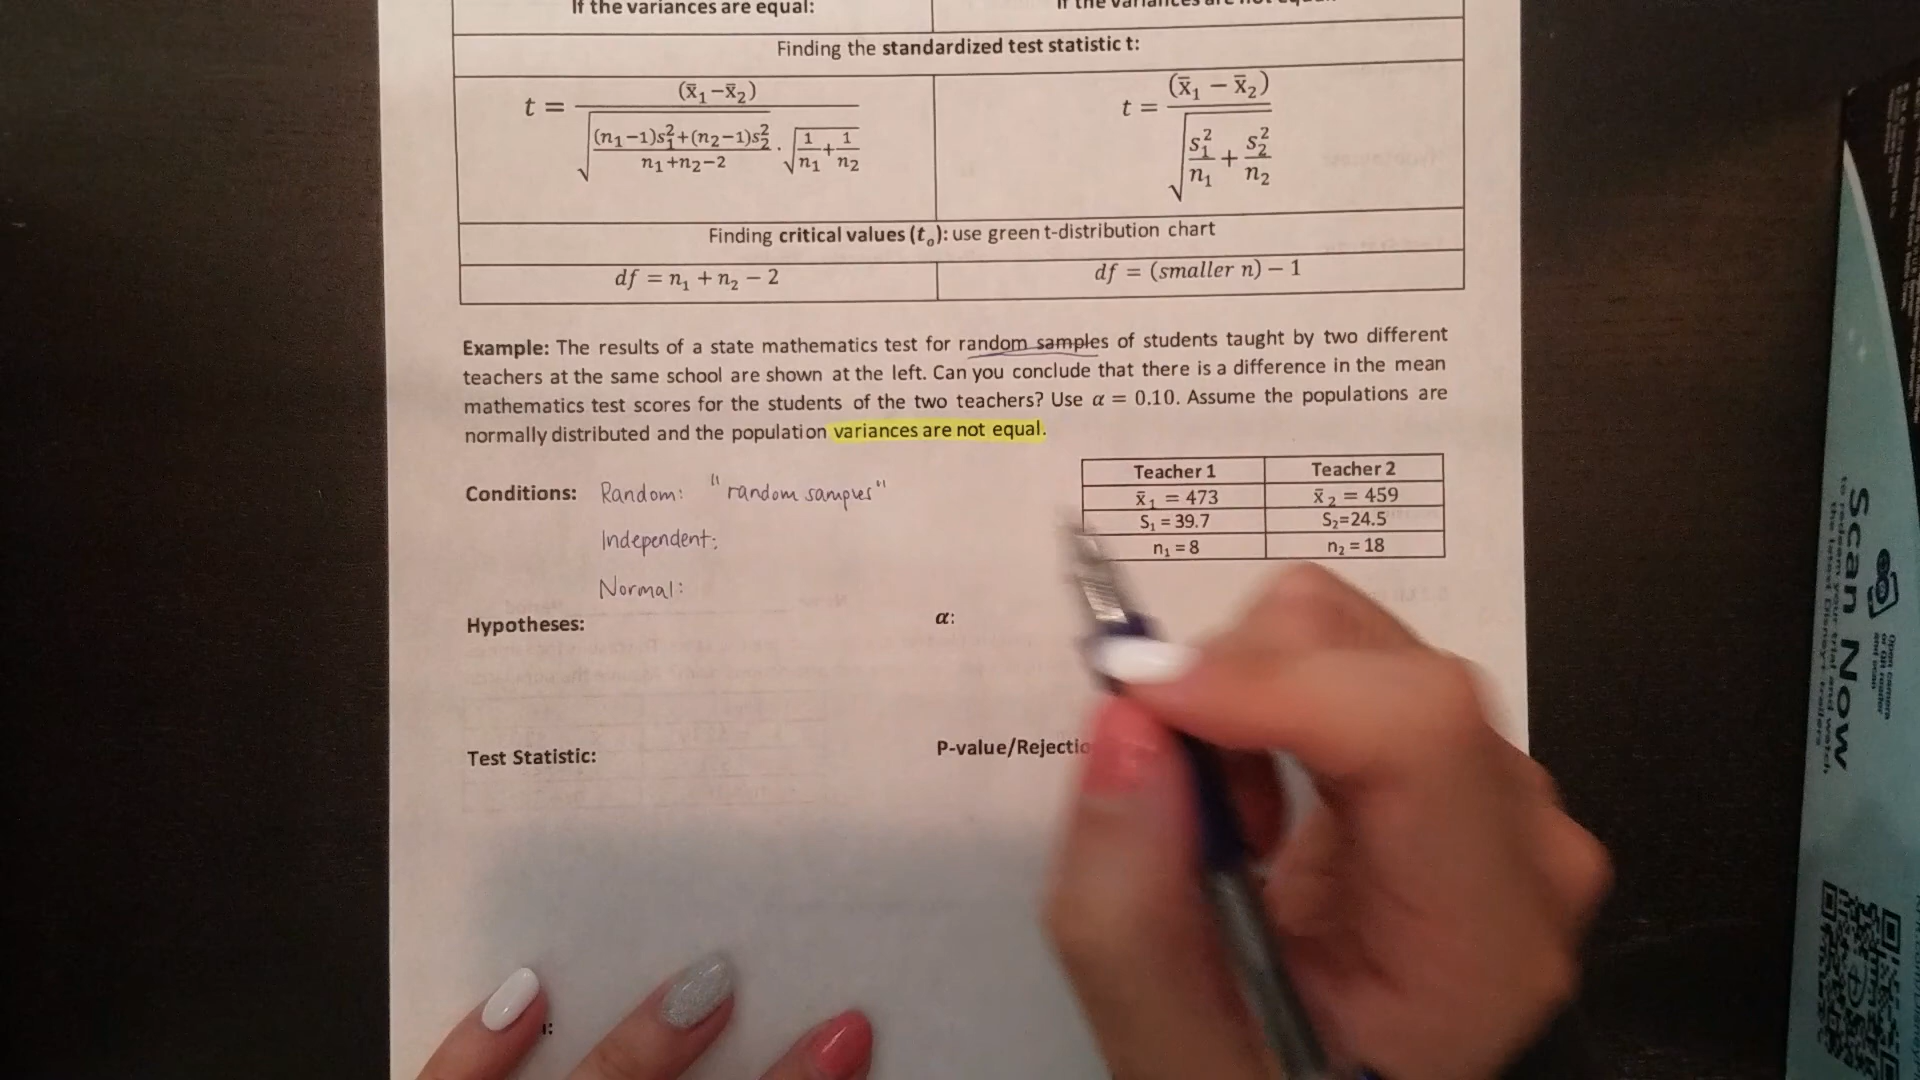 If the variances are equal:
If the variances are not equal:
Finding the standardized test statistic t:
t = (x̄₁−x̄₂) / √((n₁−1)s₁²+(n₂−1)s₂² / n₁+n₂−2) · √(1/n₁ + 1/n₂)
t = (x̄₁ − x̄₂) / √(s₁²/n₁ + s₂²/n₂)
Finding critical values (tₒ): use green t-distribution chart
df = n₁ + n₂ − 2
df = (smaller n) − 1
Example: The results of a state mathematics test for random samples of students taught by two different
teachers at the same school are shown at the left. Can you conclude that there is a difference in the mean
mathematics test scores for the students of the two teachers? Use α = 0.10. Assume the populations are
normally distributed and the population variances are not equal.
Conditions: Random: "random samples"
Independent:
Normal:
Teacher 1 Teacher 2
x̄₁ = 473 x̄₂ = 459
S₁ = 39.7 S₂=24.5
n₁ = 8 n₂ = 18
Hypotheses:
α:
Test Statistic:
P-value/Rejectio
Scan Now